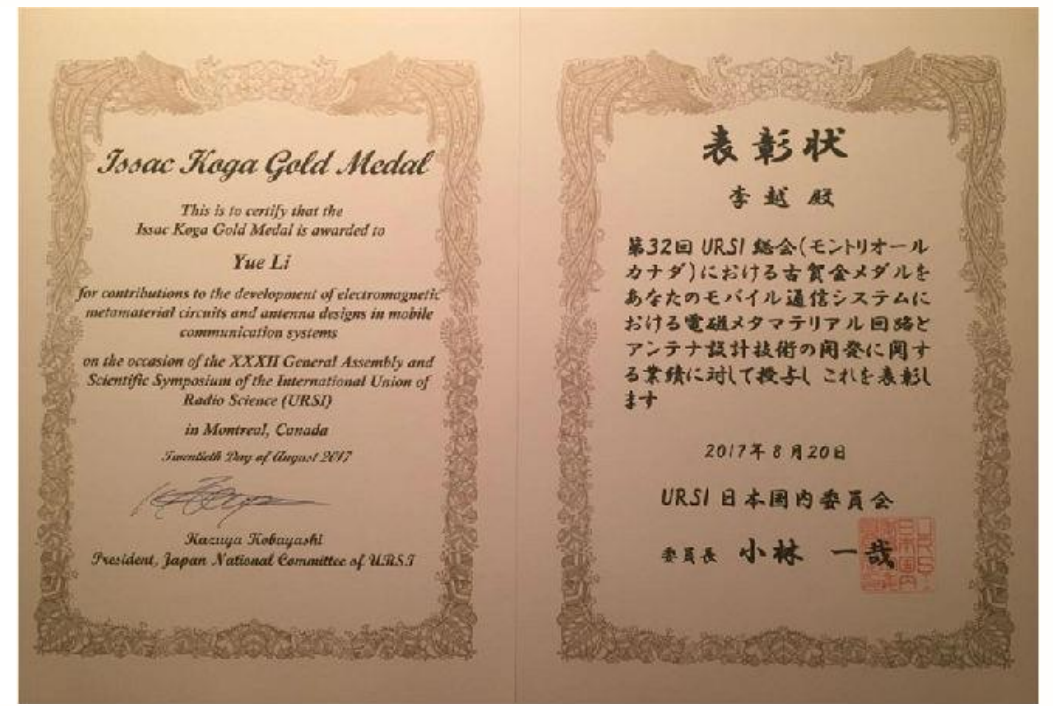 Issac Koga Gold Medal
This is to certify that the
Issac Koga Gold Medal is awarded to
Yue Li
for contributions to the development of electromagnetic
metamaterial circuits and antenna designs in mobile
communication systems
on the occasion of the XXXII General Assembly and
Scientific Symposium of the International Union of
Radio Science (URSI)
in Montreal, Canada
Twentieth Day of August 2017
Kazuya Kobayashi
President, Japan National Committee of URSI
表彰状
李越 殿
第32回 URSI 総会(モントリオール
カナダ)における古賀金メダルを
あなたのモバイル通信システムに
おける電磁メタマテリアル回路と
アンテナ設計技術の開発に関す
る業績に対して授与し これを表彰し
ます
2017年8月20日
URSI 日本国内委員会
委員長 小林 一哉